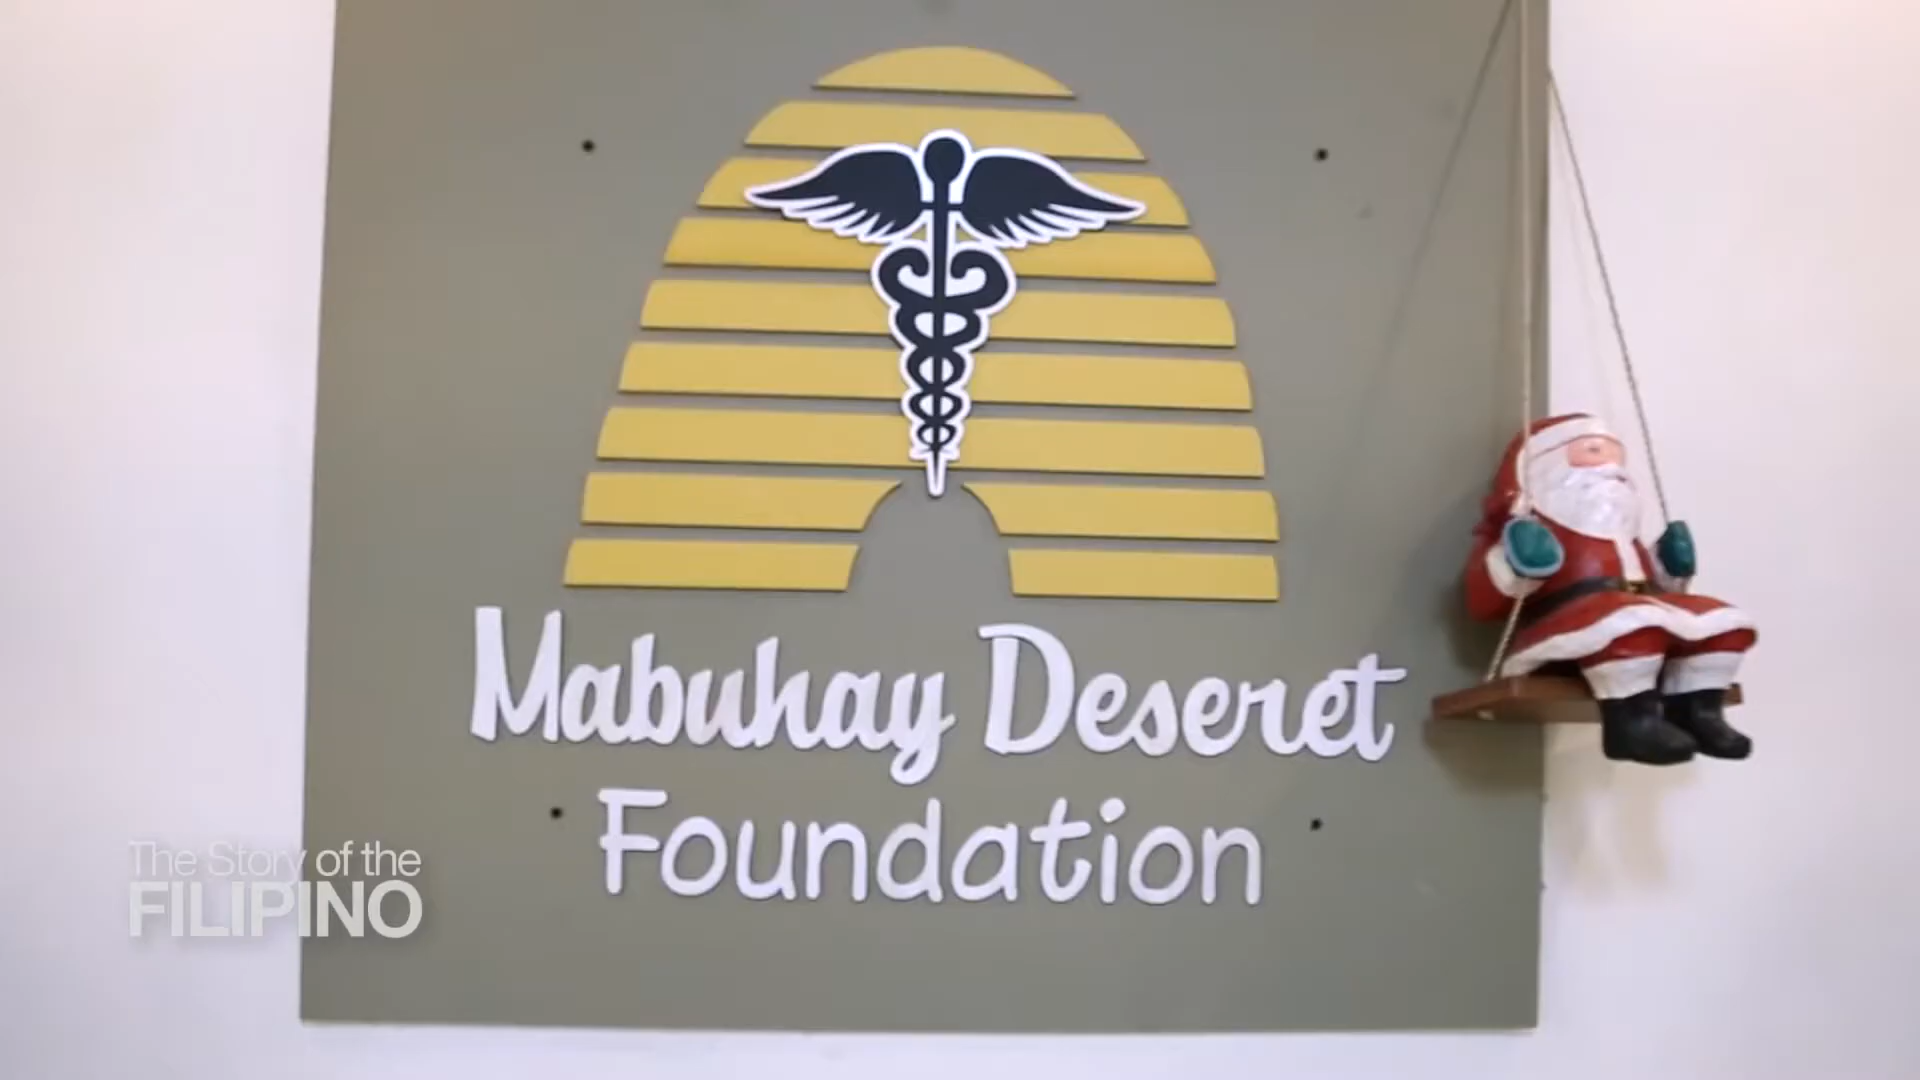 Mabuhay Deseret
Foundation
The Story of the
FILIPINO